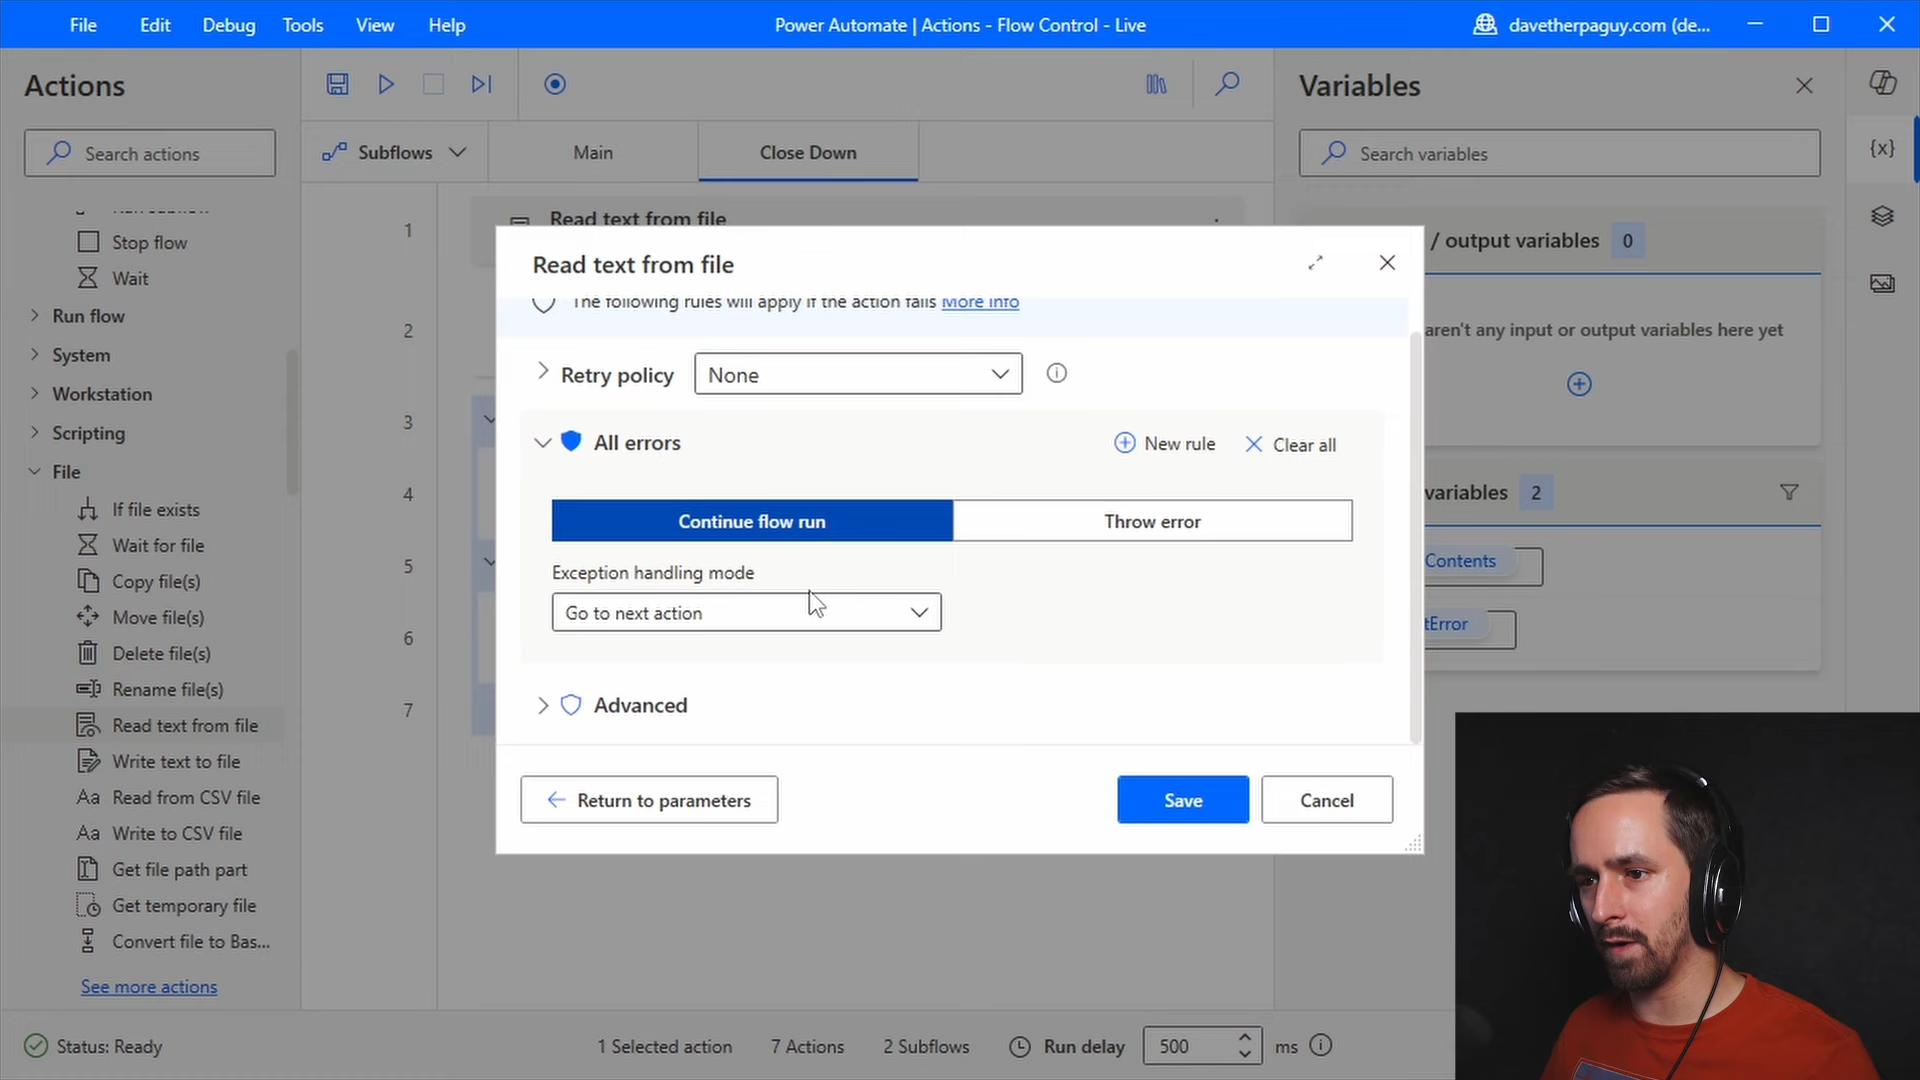 File Edit Debug Tools View Help
Power Automate | Actions - Flow Control - Live
davetherpaguy.com (de...
Actions
Search actions
Stop flow
Wait
Run flow
System
Workstation
Scripting
File
If file exists
Wait for file
Copy file(s)
Move file(s)
Delete file(s)
Rename file(s)
Read text from file
Write text to file
Aa Read from CSV file
Aa Write to CSV file
Get file path part
Get temporary file
Convert file to Bas...
See more actions
Subflows
Main
Close Down
1
2
3
4
5
6
7
Read text from file
Read text from file
The following rules will apply if the action fails More info
Retry policy
None
All errors
New rule
Clear all
Continue flow run
Throw error
Exception handling mode
Go to next action
Advanced
Return to parameters
Save
Cancel
Variables
Search variables
{x}
/ output variables 0
aren't any input or output variables here yet
variables 2
Contents
tError
Status: Ready
1 Selected action
7 Actions
2 Subflows
Run delay
500
ms